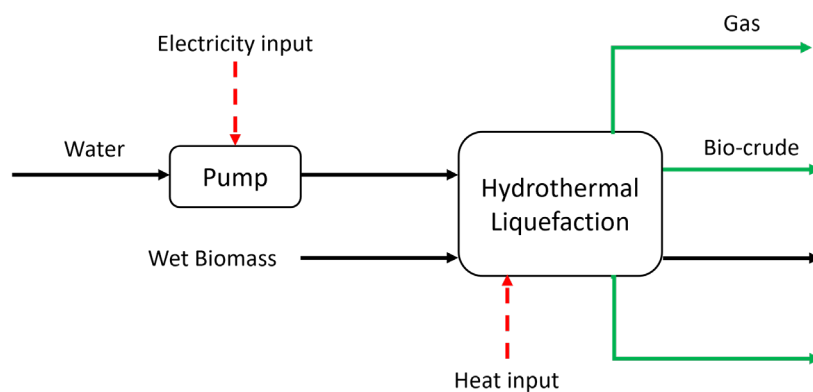 Gas
Electricity input
Water
Pump
Bio-crude
Hydrothermal
Liquefaction
Wet Biomass
Heat input